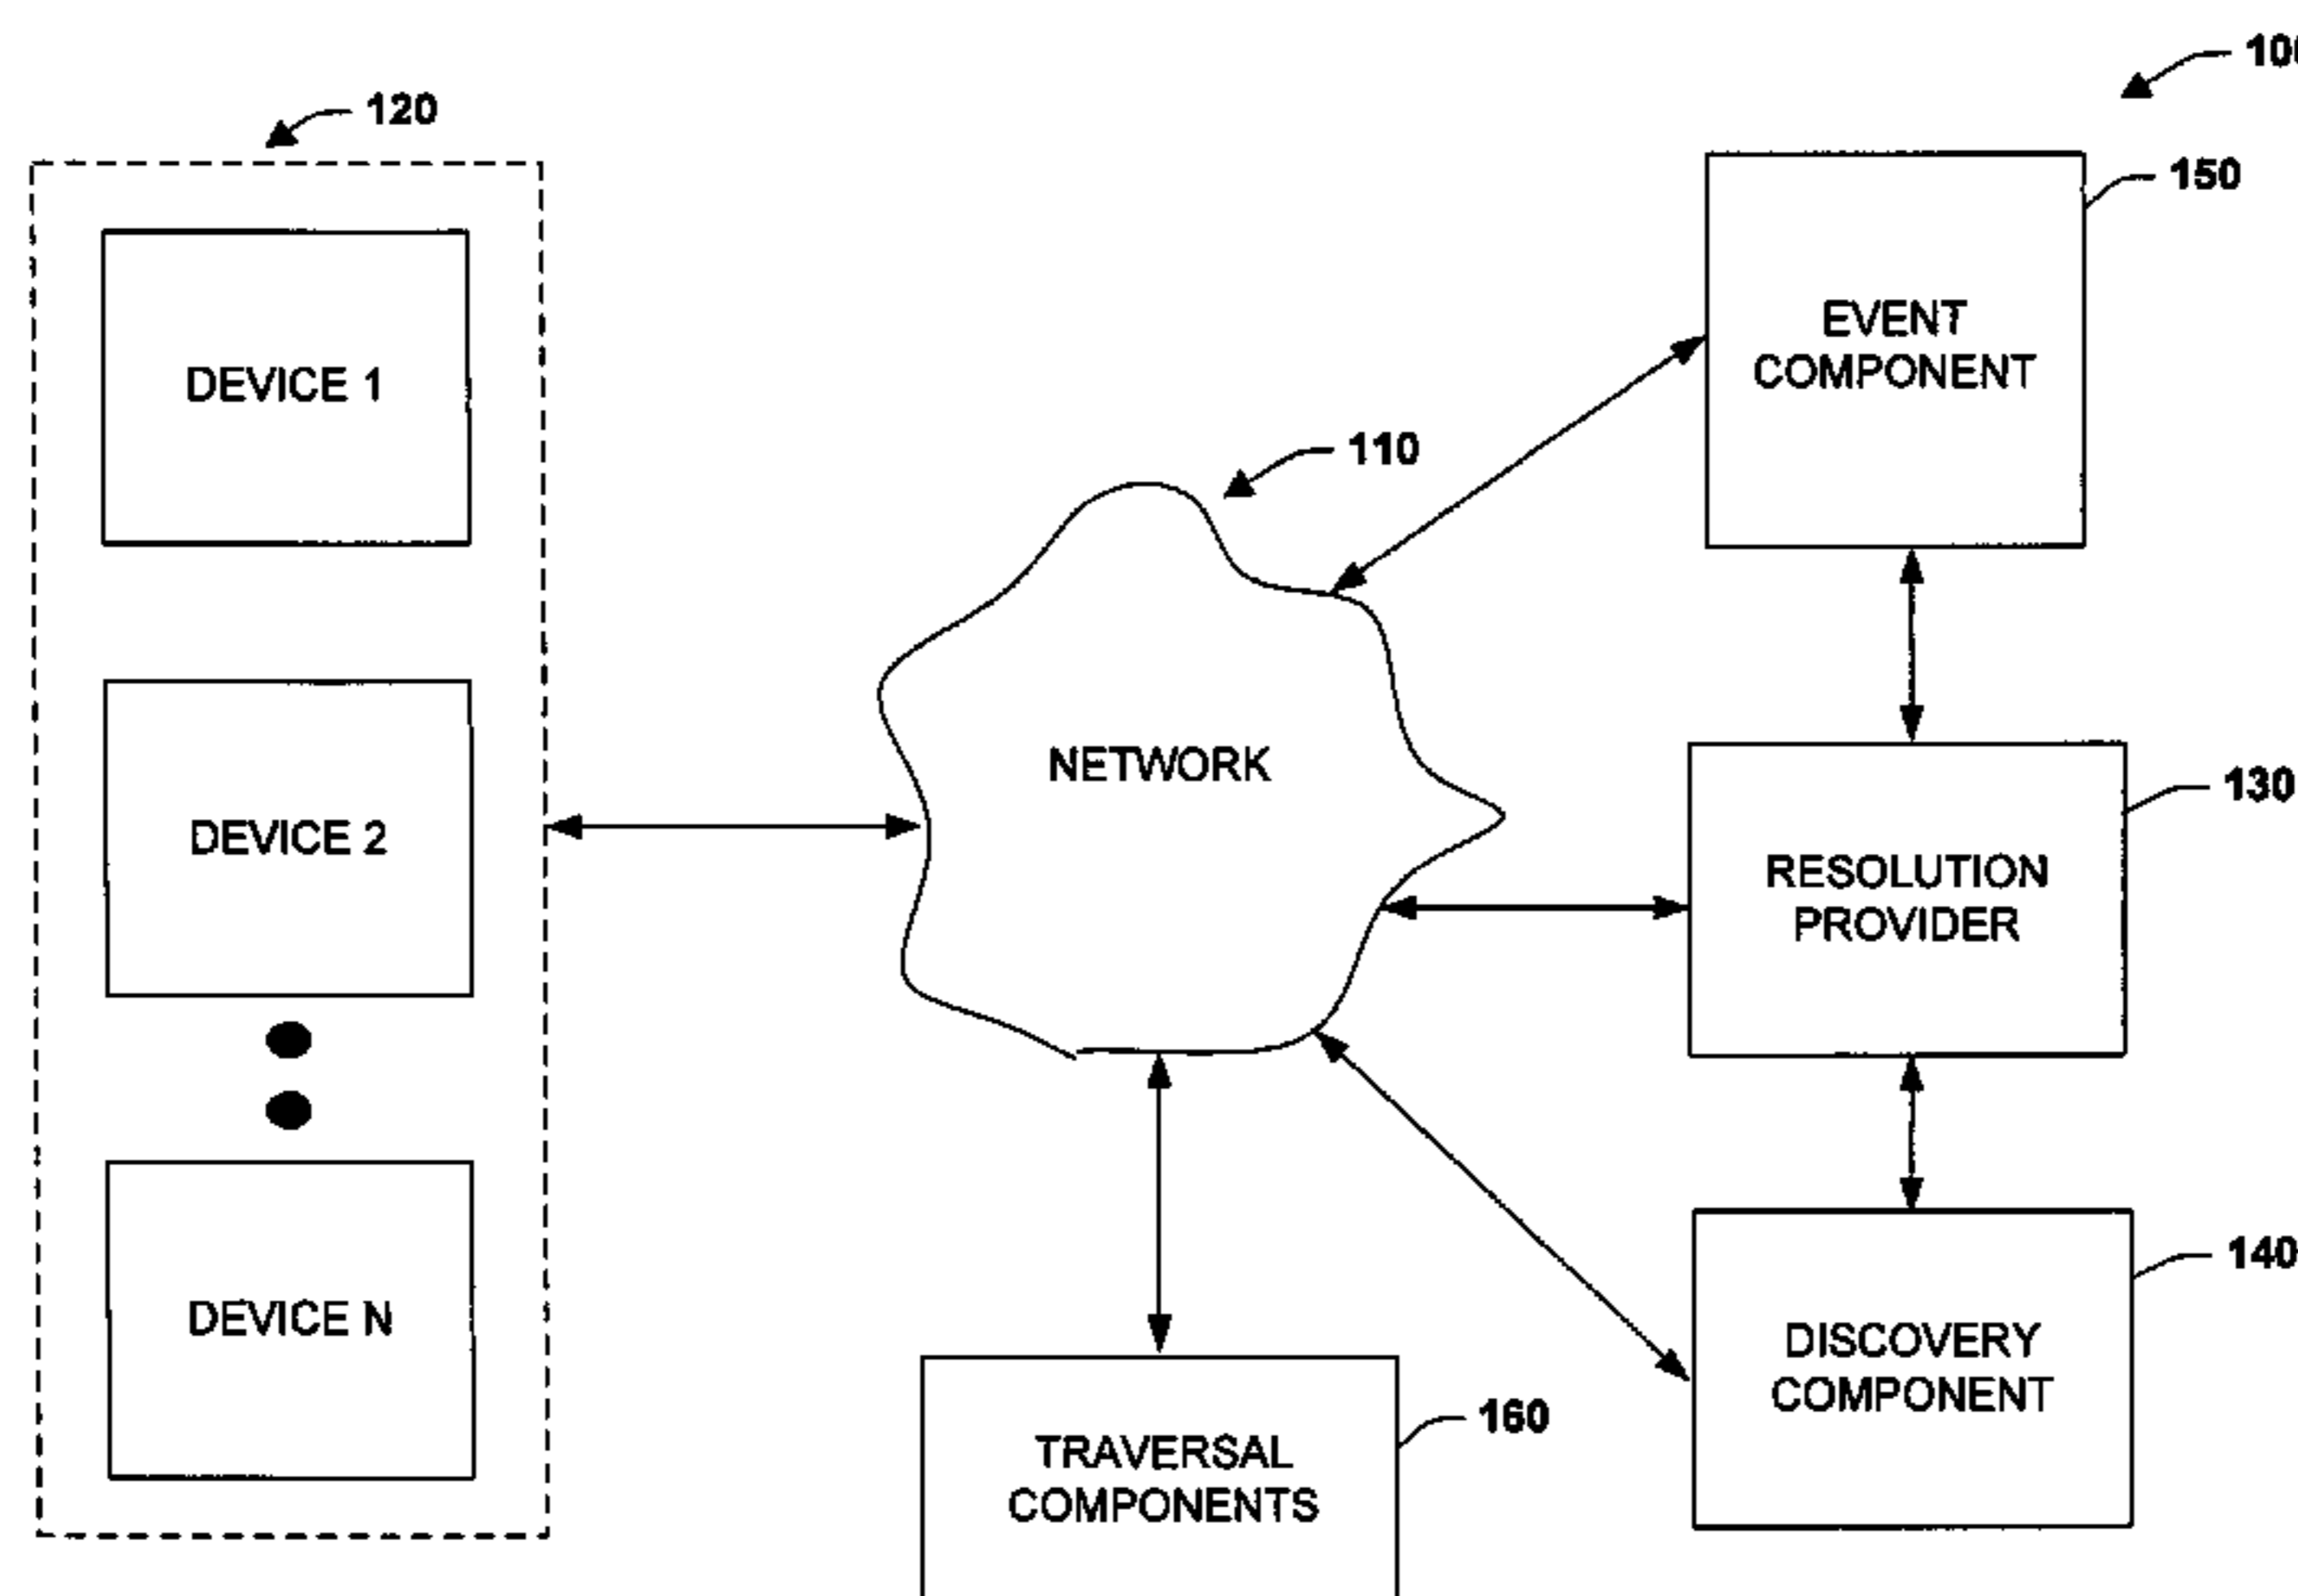 100
120
150
DEVICE 1
EVENT
COMPONENT
110
NETWORK
130
DEVICE 2
RESOLUTION
PROVIDER
140
DEVICE N
DISCOVERY
COMPONENT
160
TRAVERSAL
COMPONENTS